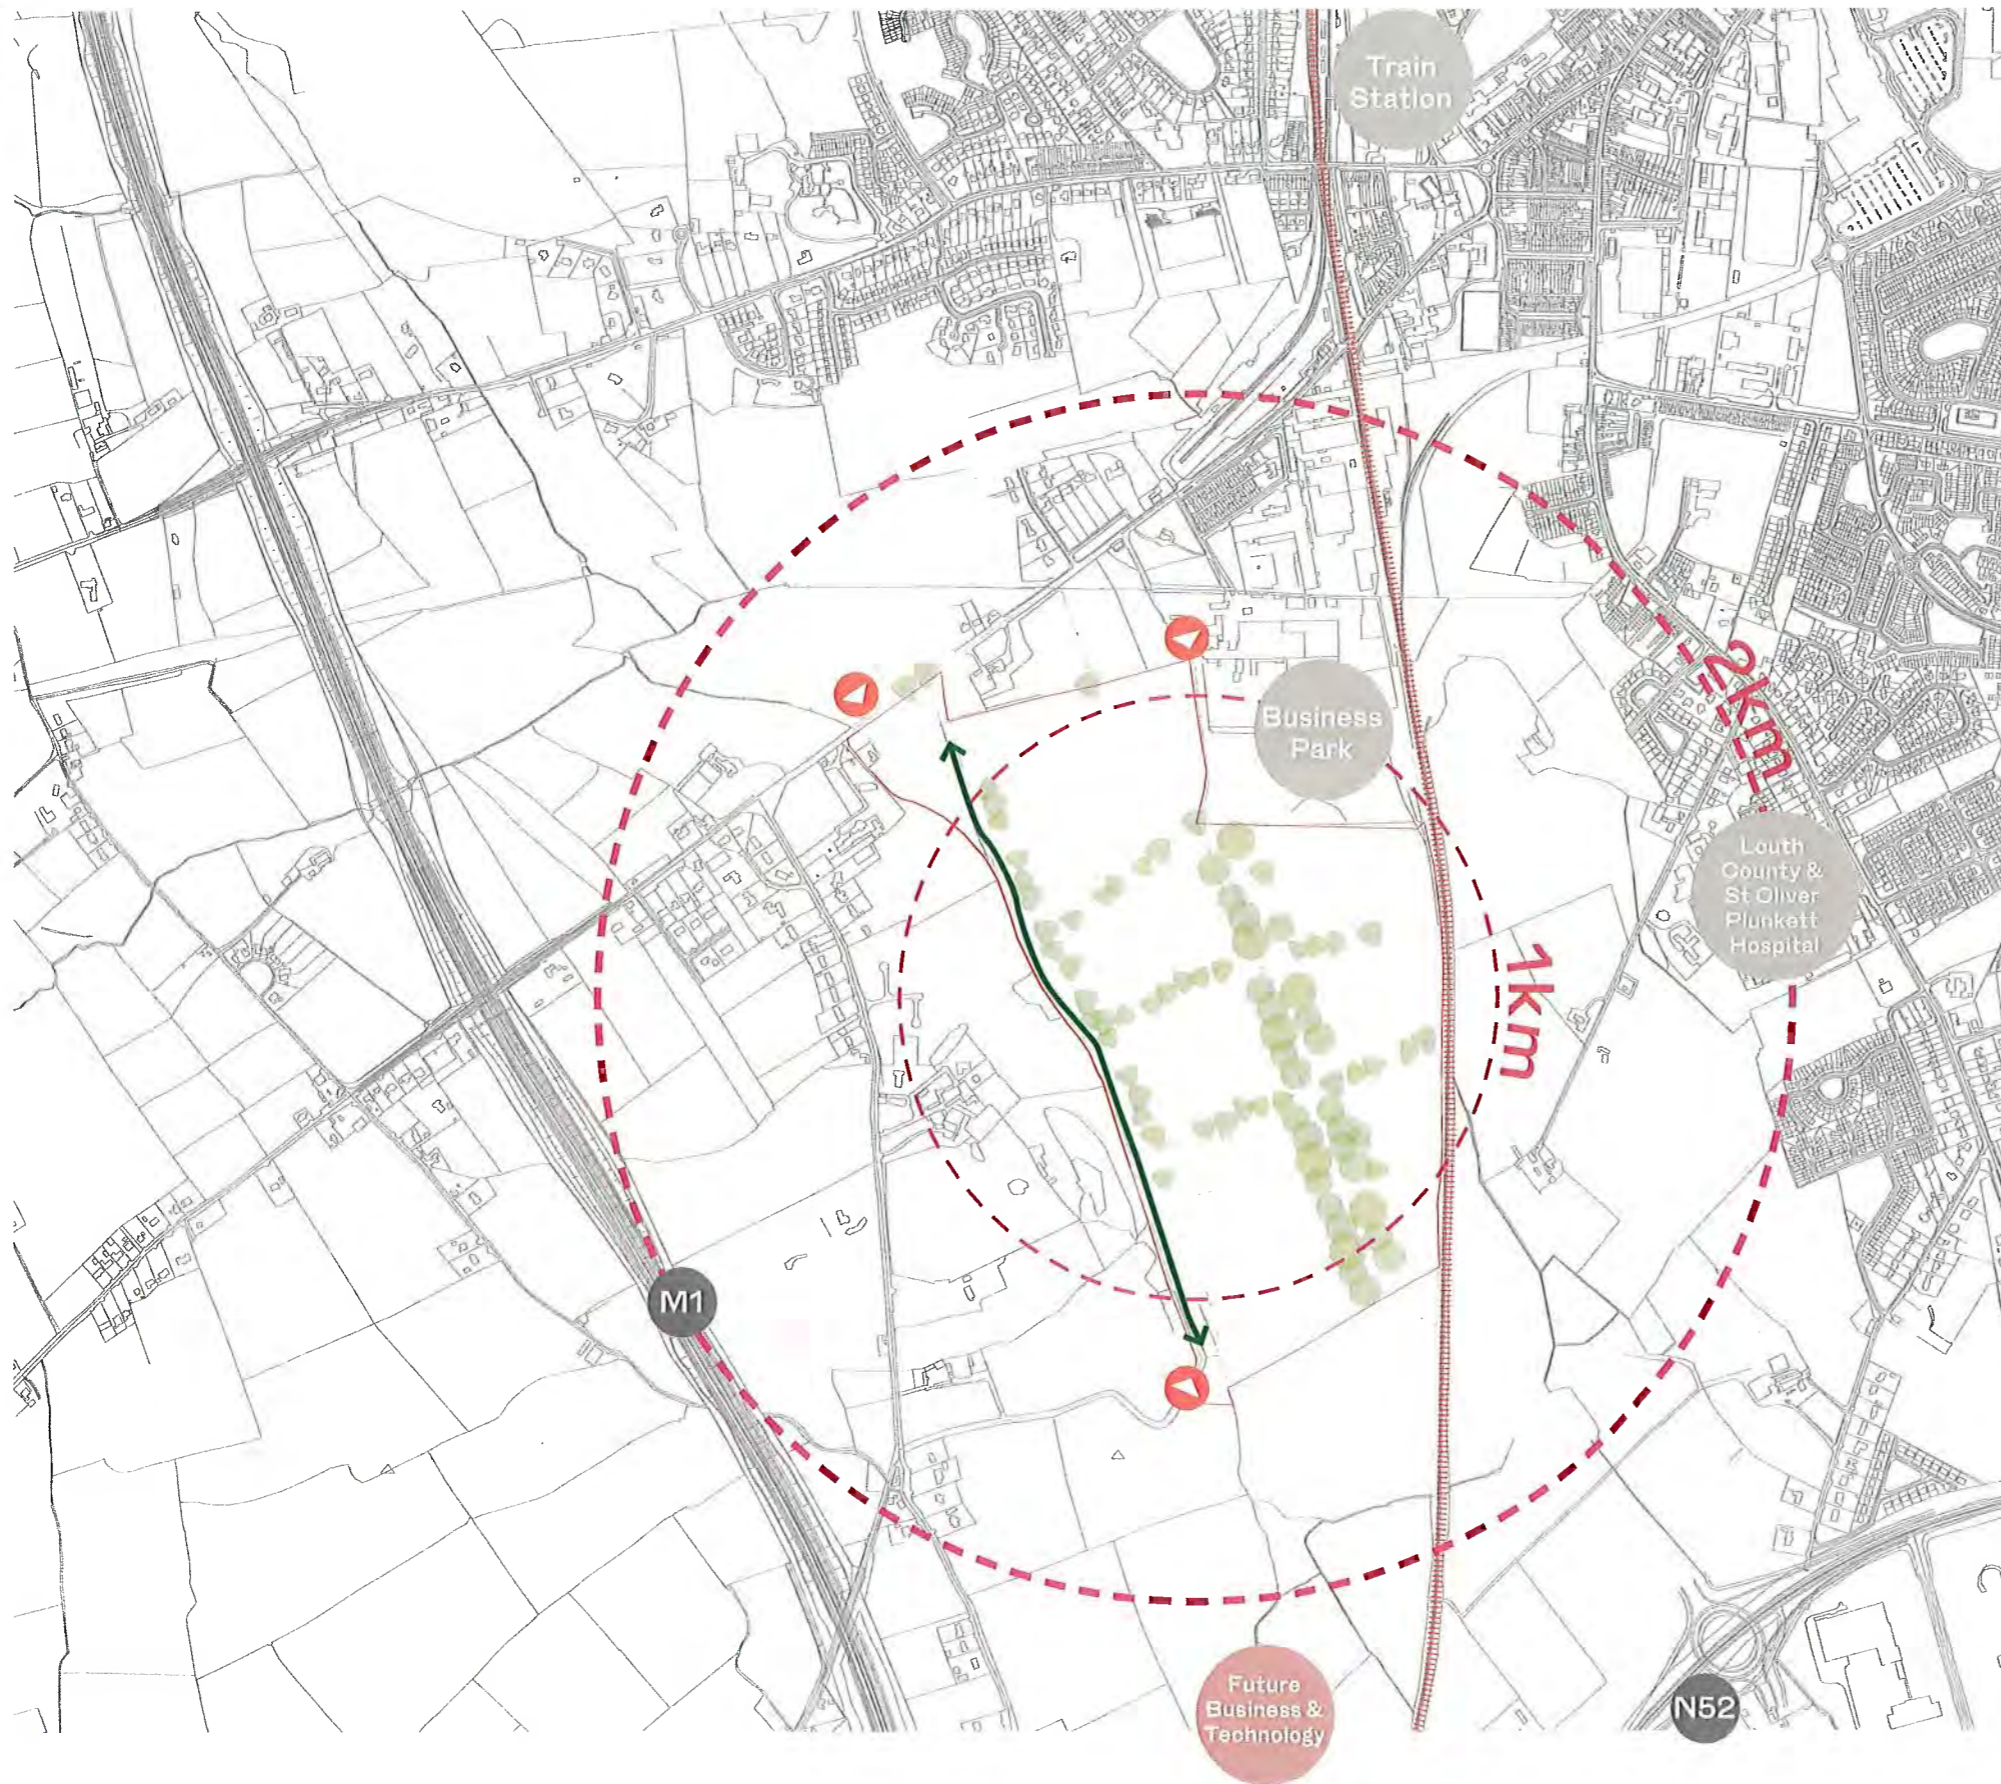 Train
Station
2km
Business
Park
Louth
County &
St Oliver
Plunkett
Hospital
1km
M1
Future
Business &
Technology
N52